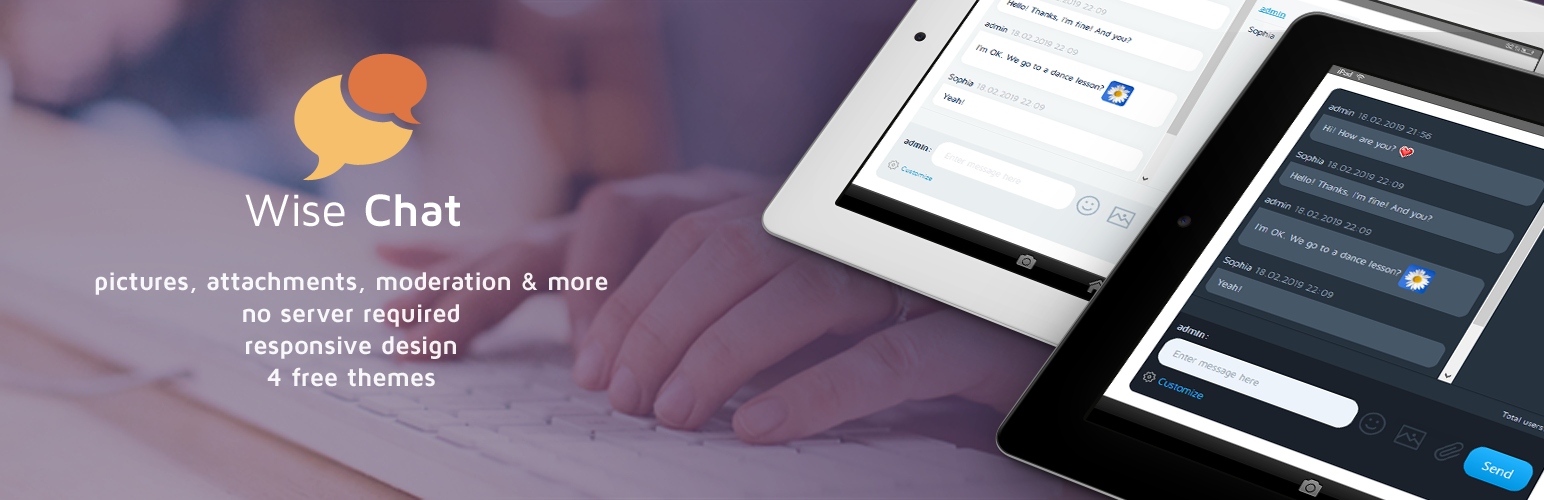 Wise Chat
pictures, attachments, moderation & more
no server required
responsive design
4 free themes
18.02.2019 22:09
Hello! Thanks, I'm fine! And you?
admin 18.02.2019 22:09
I'm OK. We go to a dance lesson?
Sophia 18.02.2019 22:09
Yeah!
admin:
Enter message here
Customize
admin
Sophia
iPad
admin 18.02.2019 21:56
Hi! How are you?
Sophia 18.02.2019 22:09
Hello! Thanks, I'm fine! And you?
admin 18.02.2019 22:09
I'm OK. We go to a dance lesson?
Sophia 18.02.2019 22:09
Yeah!
admin:
Enter message here
Customize
Total users
Send